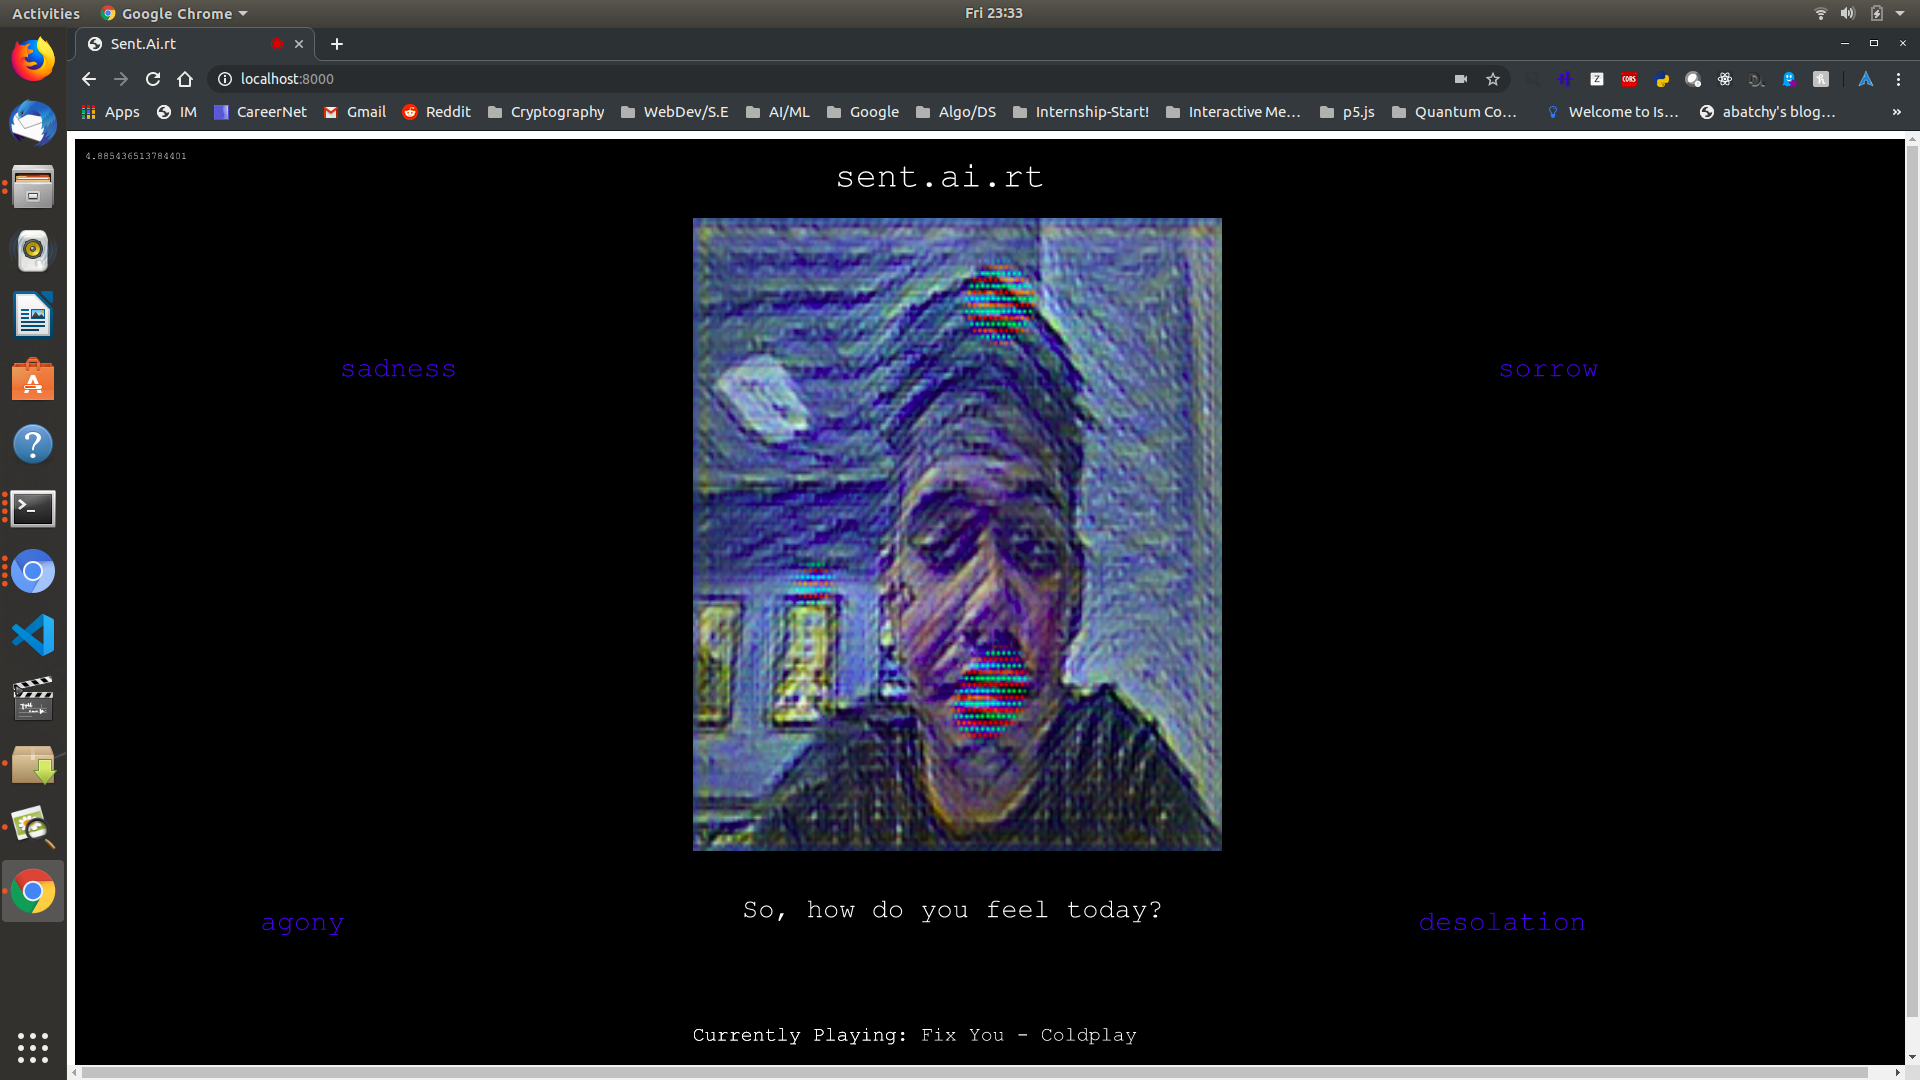 Activities Google Chrome Fri 23:33
Sent.Ai.rt
localhost:8000
Apps IM CareerNet Gmail Reddit Cryptography WebDev/S.E AI/ML Google Algo/DS Internship-Start! Interactive Me... p5.js Quantum Co... Welcome to Is... abatchy's blog... »
4.885436513784401
sent.ai.rt
sadness sorrow
So, how do you feel today?
agony desolation
Currently Playing: Fix You - Coldplay